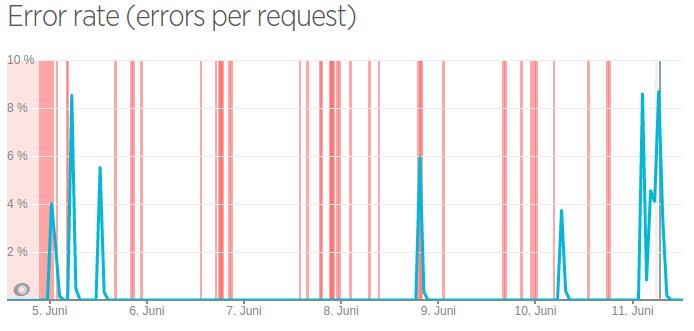 Error rate (errors per request)
10 %
8 %
6 %
4 %
2 %
5. Juni 6. Juni 7. Juni 8. Juni 9. Juni 10. Juni 11. Juni